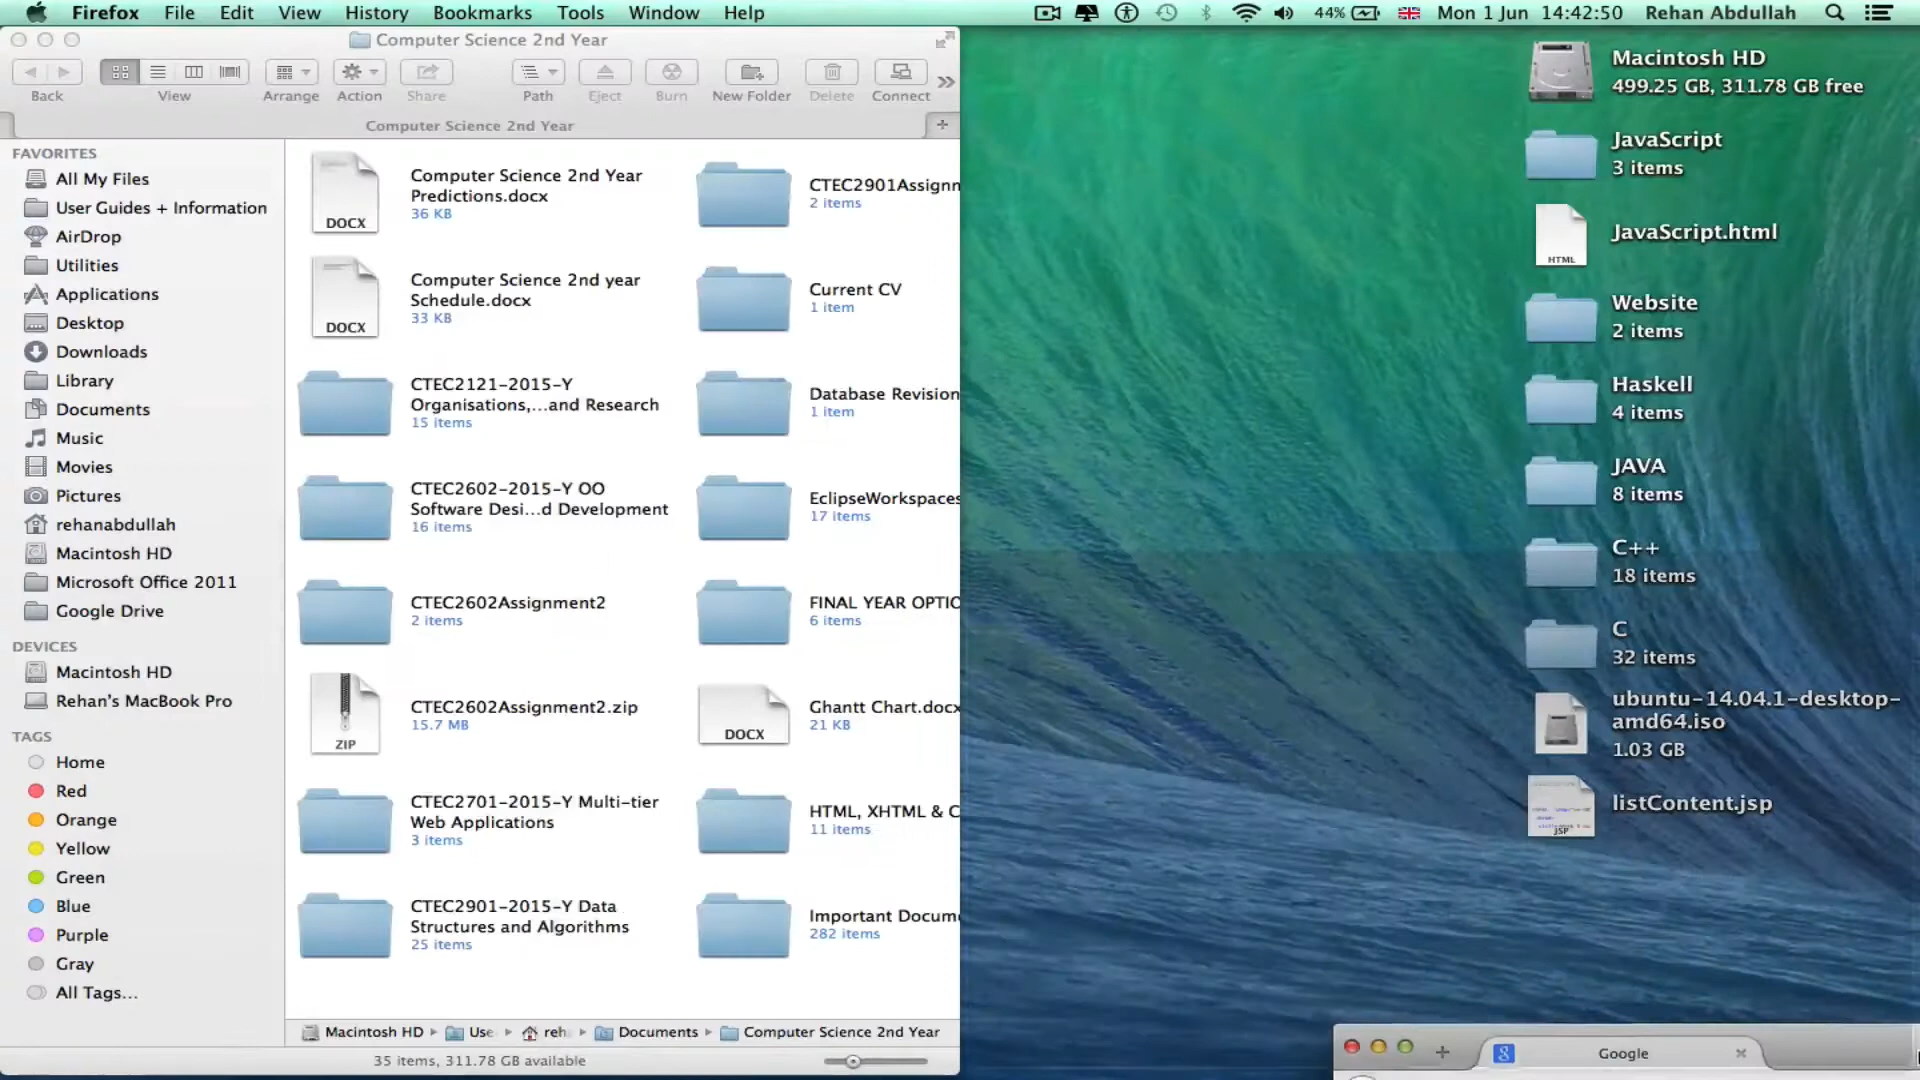 Firefox File Edit View History Bookmarks Tools Window Help 44% Mon 1 Jun 14:42:50 Rehan Abdullah
Computer Science 2nd Year
Back View Arrange Action Share Path Eject Burn New Folder Delete Connect
Computer Science 2nd Year
FAVORITES
All My Files
User Guides + Information
AirDrop
Utilities
Applications
Desktop
Downloads
Library
Documents
Music
Movies
Pictures
rehanabdullah
Macintosh HD
Microsoft Office 2011
Google Drive
DEVICES
Macintosh HD
Rehan's MacBook Pro
TAGS
Home
Red
Orange
Yellow
Green
Blue
Purple
Gray
All Tags...
DOCX
Computer Science 2nd Year
Predictions.docx
36 KB
DOCX
Computer Science 2nd year
Schedule.docx
33 KB
CTEC2121-2015-Y
Organisations,...and Research
15 items
CTEC2602-2015-Y OO
Software Desi...d Development
16 items
CTEC2602Assignment2
2 items
ZIP
CTEC2602Assignment2.zip
15.7 MB
CTEC2701-2015-Y Multi-tier
Web Applications
3 items
CTEC2901-2015-Y Data
Structures and Algorithms
25 items
CTEC2901Assignn
2 items
Current CV
1 item
Database Revision
1 item
EclipseWorkspaces
17 items
FINAL YEAR OPTIO
6 items
DOCX
Ghantt Chart.docx
21 KB
HTML, XHTML & C
11 items
Important Docum
282 items
Macintosh HD Use reh Documents Computer Science 2nd Year
35 items, 311.78 GB available
Macintosh HD
499.25 GB, 311.78 GB free
JavaScript
3 items
HTML
JavaScript.html
Website
2 items
Haskell
4 items
JAVA
8 items
C++
18 items
C
32 items
ubuntu-14.04.1-desktop-
amd64.iso
1.03 GB
JSP
listContent.jsp
Google